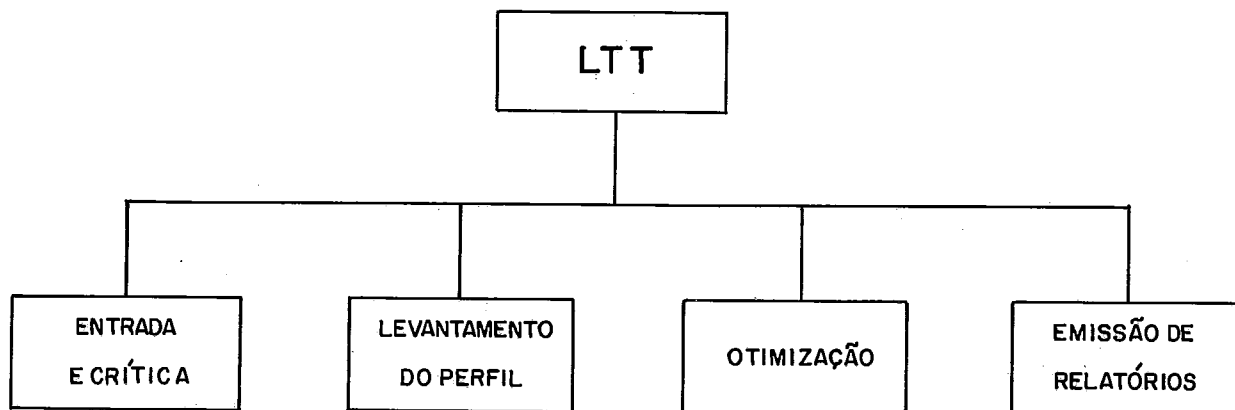 LTT
ENTRADA
E CRÍTICA
LEVANTAMENTO
DO PERFIL
OTIMIZAÇÃO
EMISSÃO DE
RELATÓRIOS